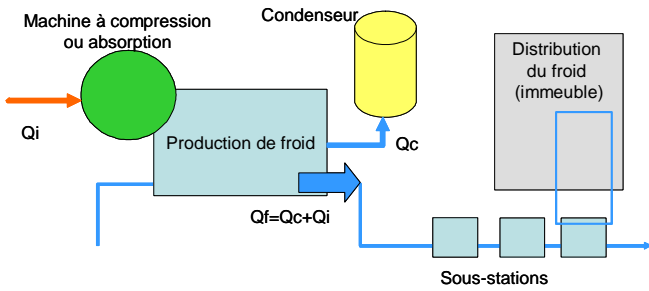 Machine à compression
ou absorption
Condenseur
Distribution
du froid
(immeuble)
Qi
Production de froid
Qc
Qf=Qc+Qi
Sous-stations